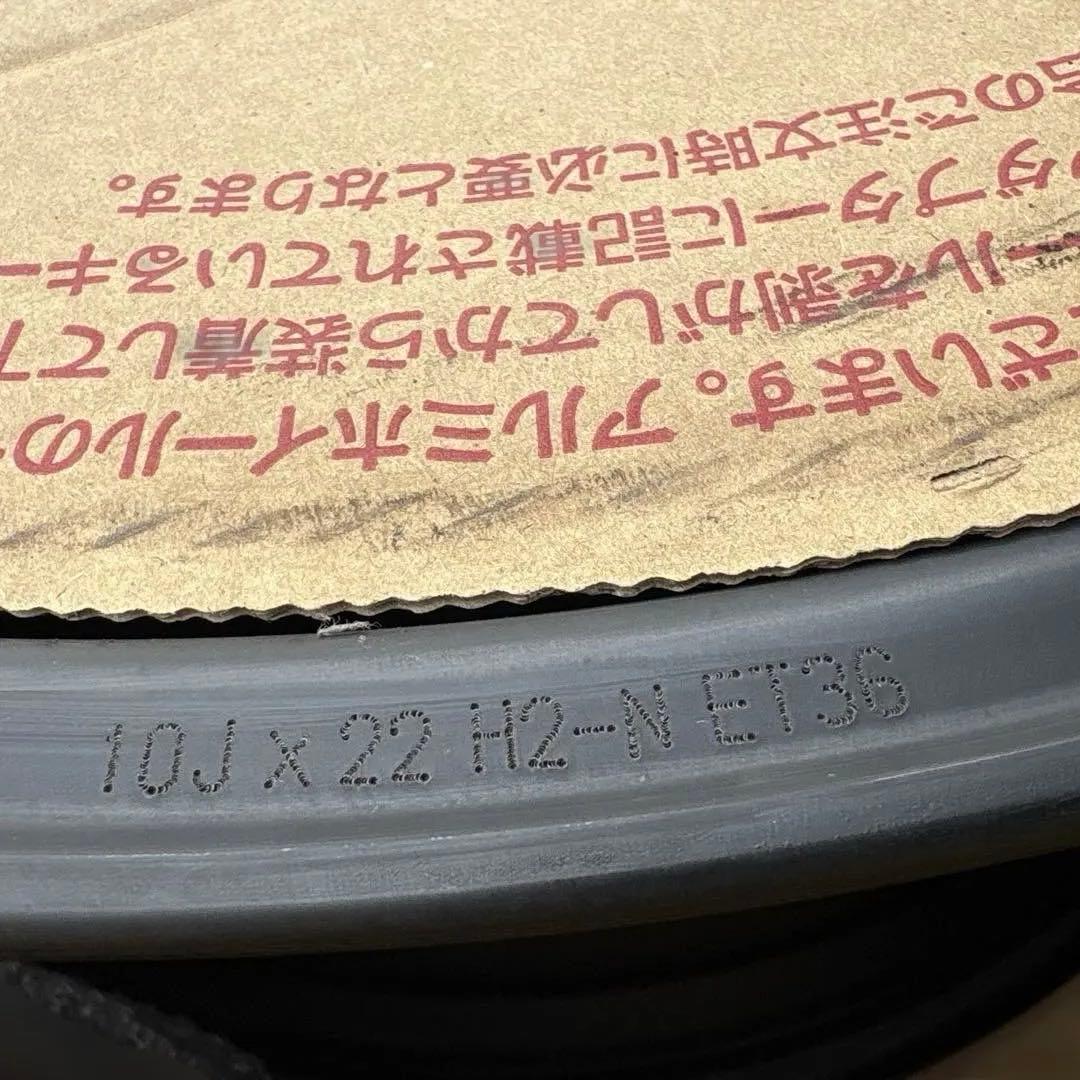 ざいます。アルミホイールの
ールを剥がしてから装着して
ダプターに記載されているキー
合のご注文時に必要となります。
10J x 22 H2-N ET36